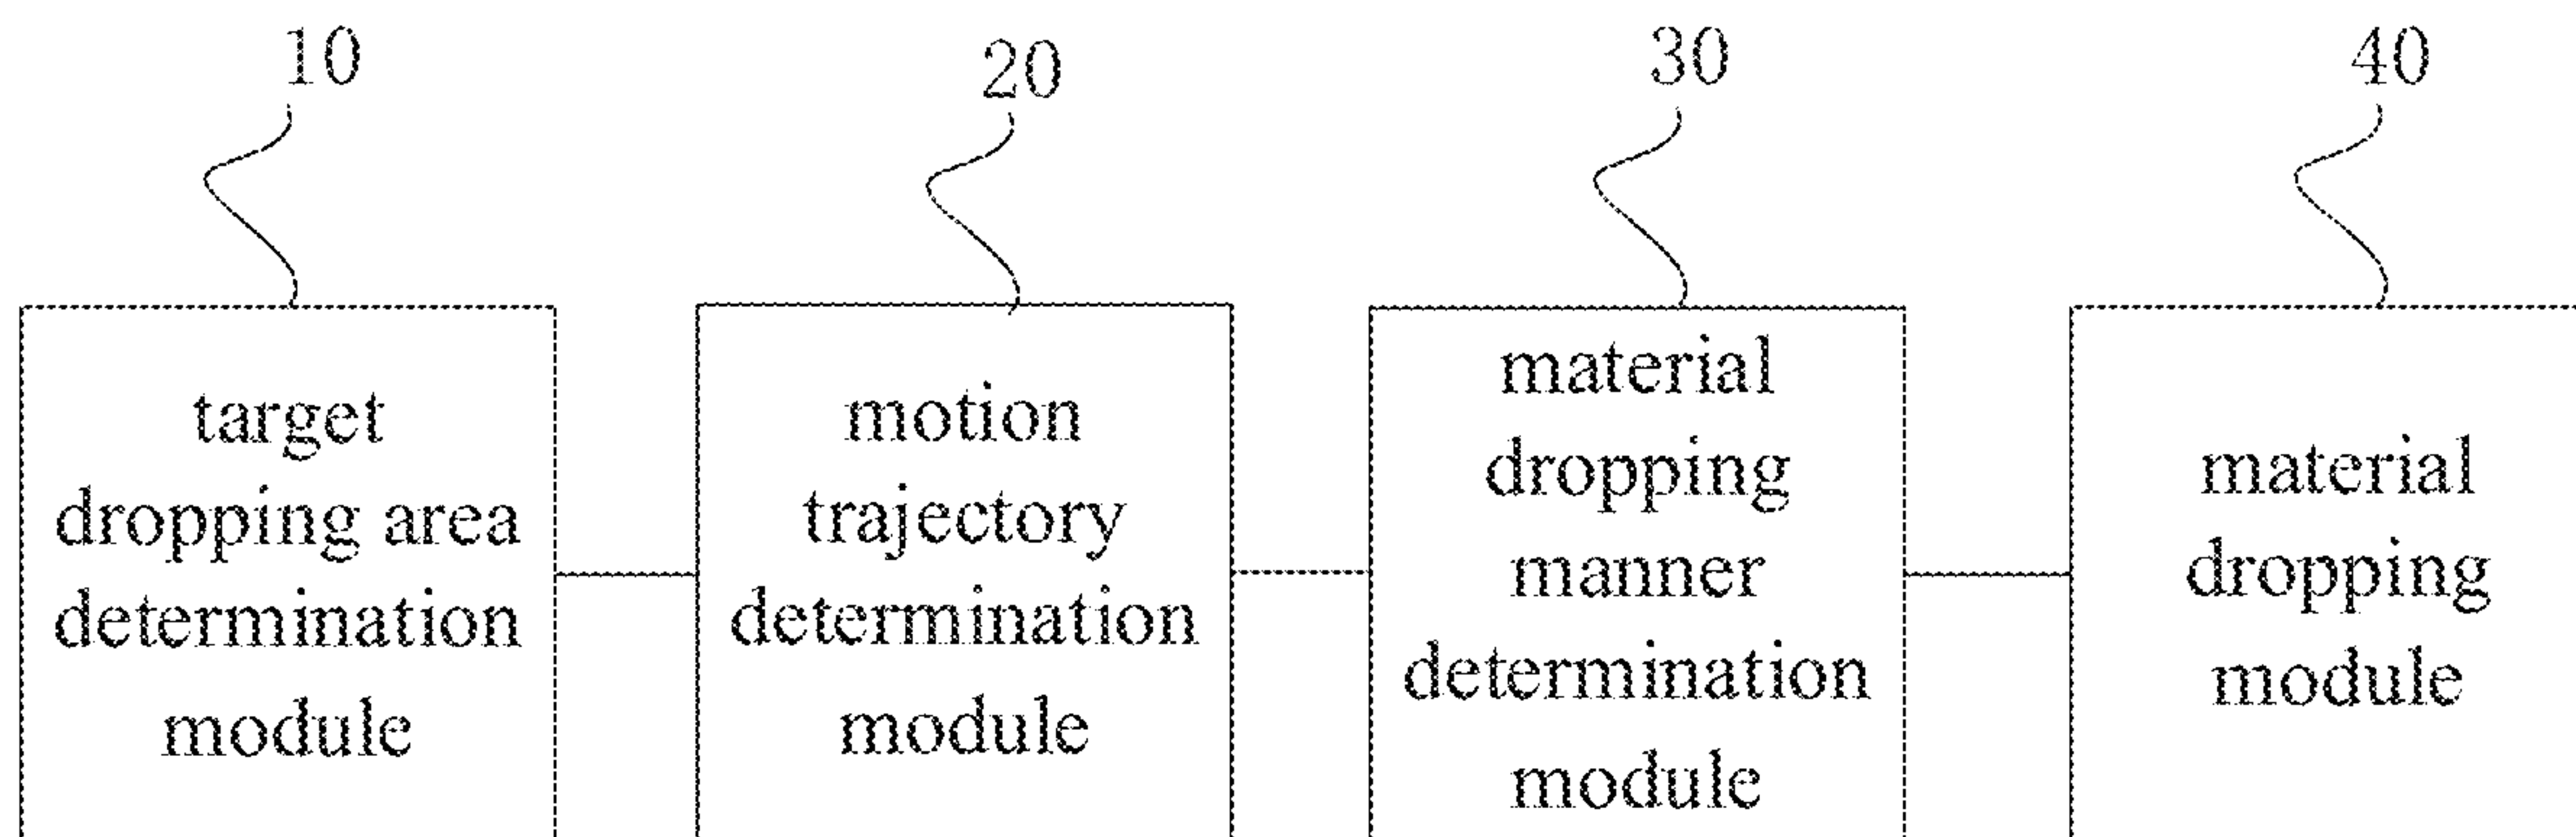 10
20
30
40
target
dropping area
determination
module
motion
trajectory
determination
module
material
dropping
manner
determination
module
material
dropping
module